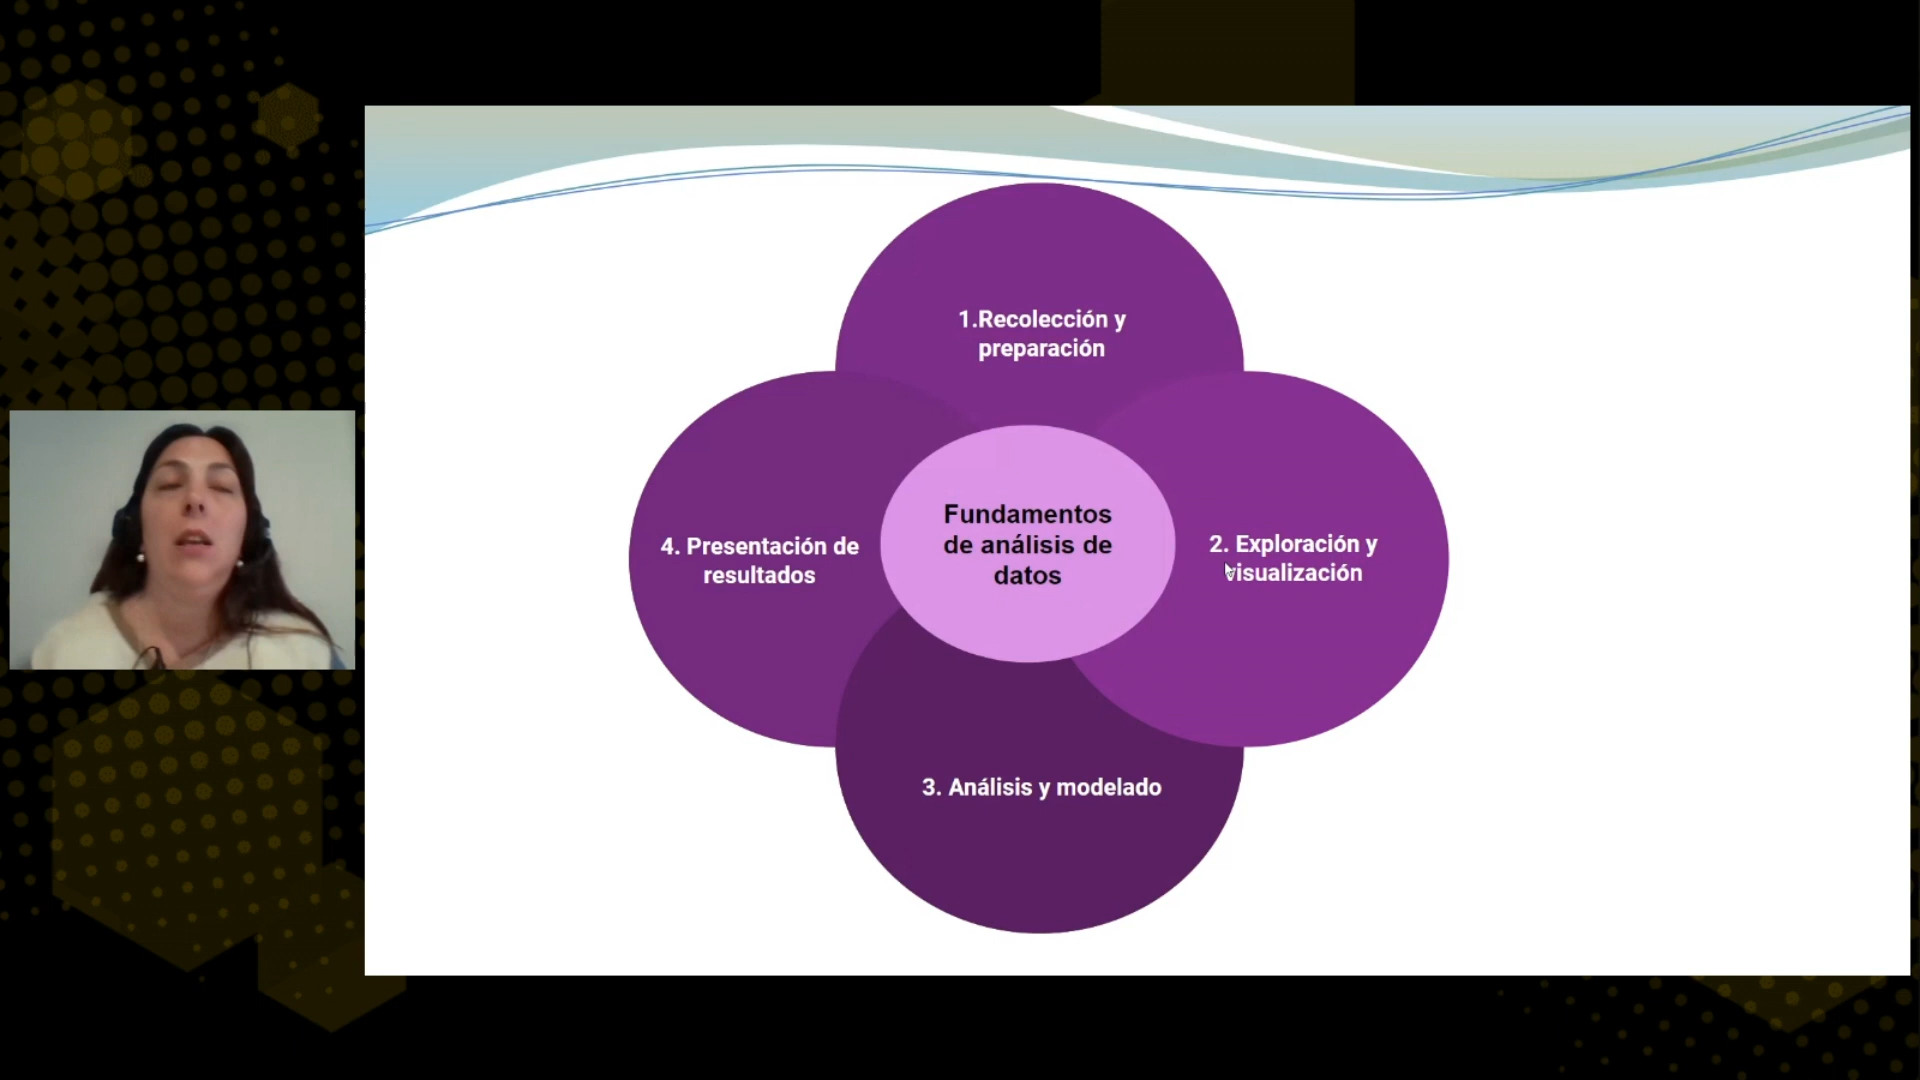 1.Recolección y
preparación
Fundamentos
de análisis de
datos
4. Presentación de
resultados
2. Exploración y
visualización
3. Análisis y modelado